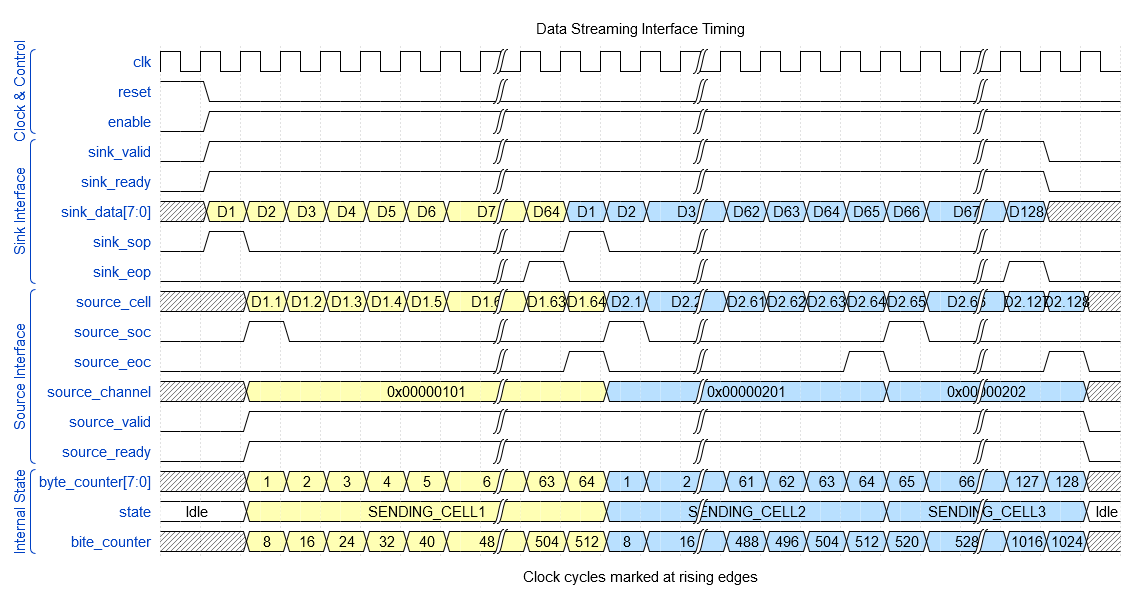 Data Streaming Interface Timing
Clock & Control
clk
reset
enable
Sink Interface
sink_valid
sink_ready
sink_data[7:0] D1 D2 D3 D4 D5 D6 D7 D64 D1 D2 D3 D62 D63 D64 D65 D66 D67 D128
sink_sop
sink_eop
Source Interface
source_cell D1.1 D1.2 D1.3 D1.4 D1.5 D1.6 D1.63 D1.64 D2.1 D2.2 D2.61 D2.62 D2.63 D2.64 D2.65 D2.66 D2.127 D2.128
source_soc
source_eoc
source_channel 0x00000101 0x00000201 0x00000202
source_valid
source_ready
Internal State
byte_counter[7:0] 1 2 3 4 5 6 63 64 1 2 61 62 63 64 65 66 127 128
state Idle SENDING_CELL1 SENDING_CELL2 SENDING_CELL3 Idle
bite_counter 8 16 24 32 40 48 504 512 8 16 488 496 504 512 520 528 1016 1024
Clock cycles marked at rising edges